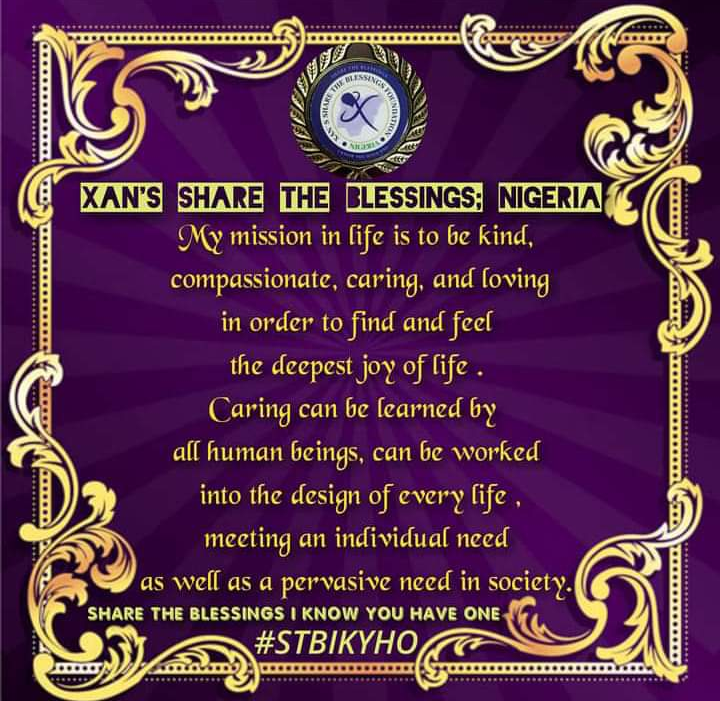 XAN'S SHARE THE BLESSINGS FOUNDATION
NIGERIA
XAN'S SHARE THE BLESSINGS; NIGERIA
My mission in life is to be kind,
compassionate, caring, and loving
in order to find and feel
the deepest joy of life .
Caring can be learned by
all human beings, can be worked
into the design of every life ,
meeting an individual need
as well as a pervasive need in society.
SHARE THE BLESSINGS I KNOW YOU HAVE ONE
#STBIKYHO